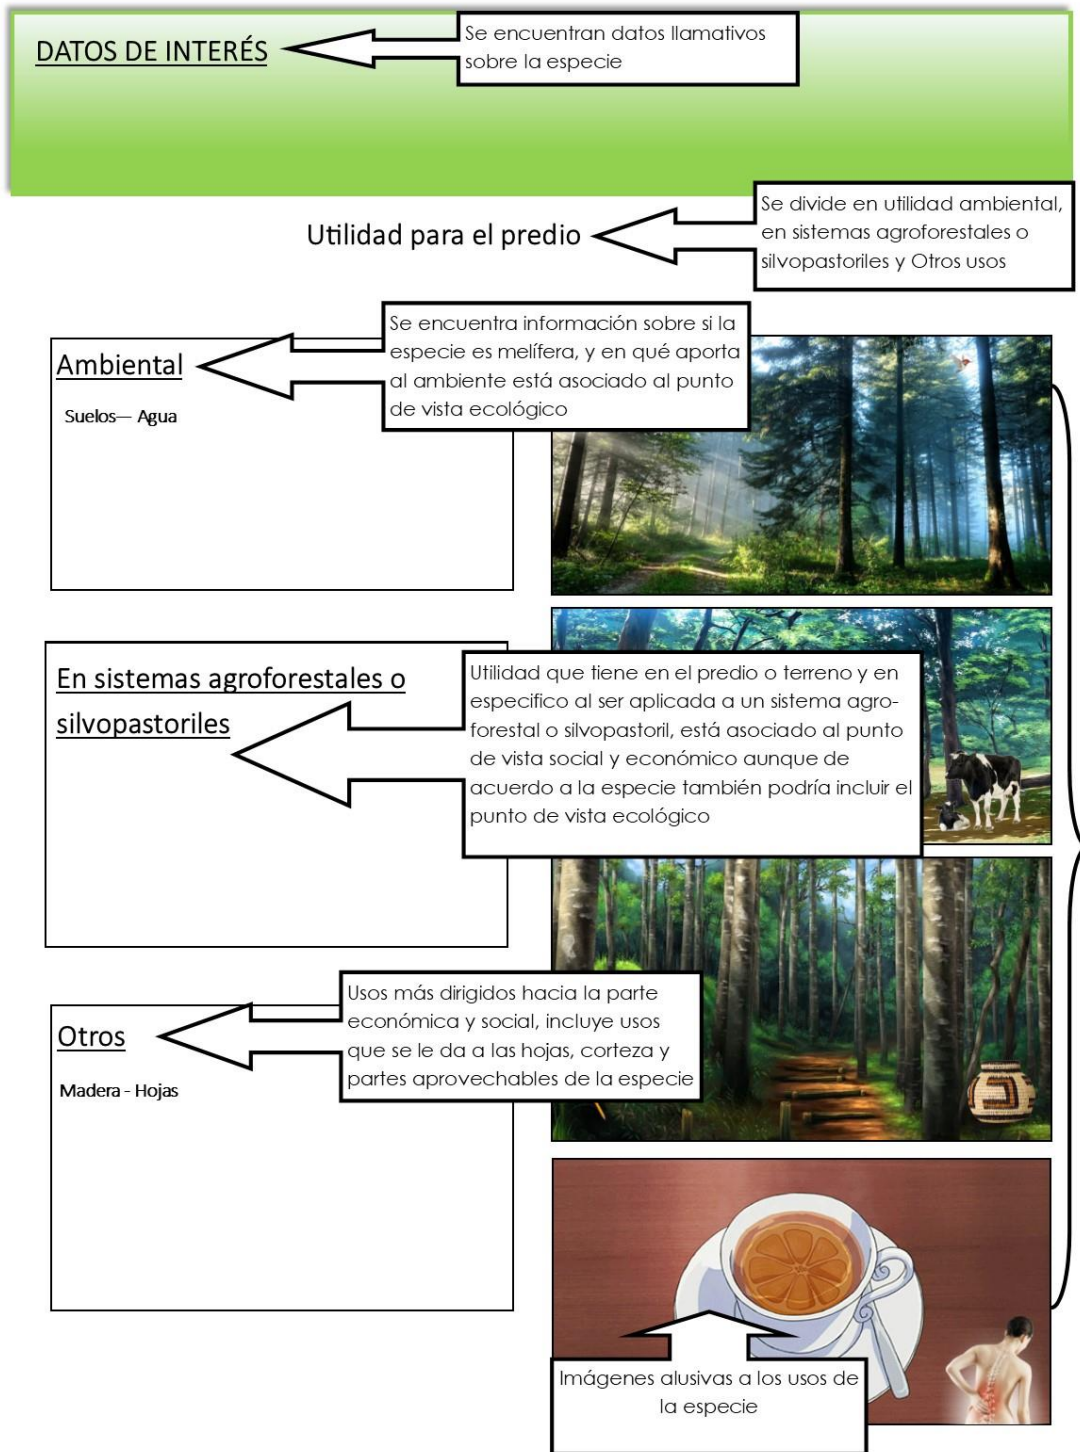 DATOS DE INTERÉS
Se encuentran datos llamativos
sobre la especie
Utilidad para el predio
Se divide en utilidad ambiental,
en sistemas agroforestales o
silvopastoriles y Otros usos
Ambiental
Suelos— Agua
Se encuentra información sobre si la
especie es melífera, y en qué aporta
al ambiente está asociado al punto
de vista ecológico
En sistemas agroforestales o
silvopastoriles
Utilidad que tiene en el predio o terreno y en
especifico al ser aplicada a un sistema agro-
forestal o silvopastoril, está asociado al punto
de vista social y económico aunque de
acuerdo a la especie también podría incluir el
punto de vista ecológico
Otros
Madera - Hojas
Usos más dirigidos hacia la parte
económica y social, incluye usos
que se le da a las hojas, corteza y
partes aprovechables de la especie
Imágenes alusivas a los usos de
la especie